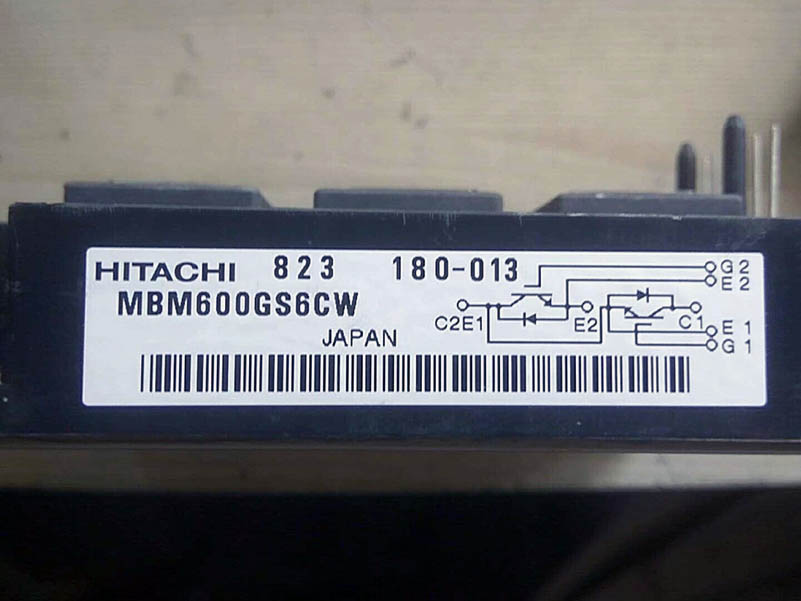 HITACHI 823 180-013
MBM600GS6CW
JAPAN
G2
E2
C2E1 E2 C1
E1
G1